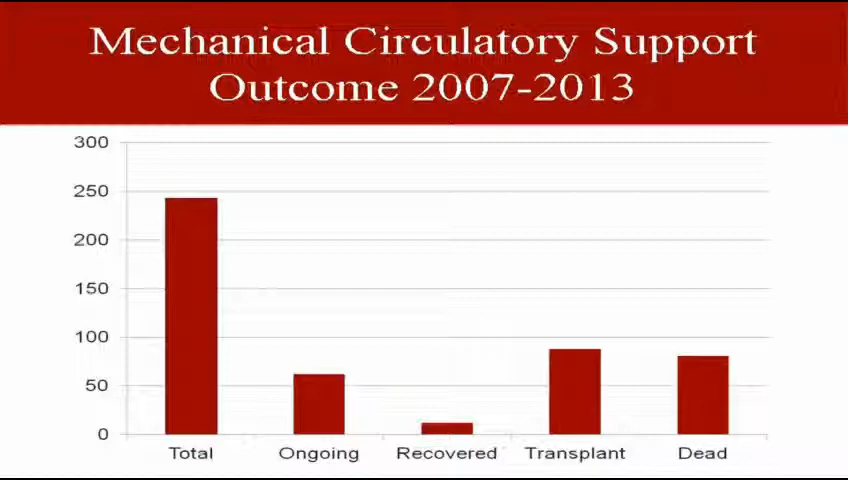 Mechanical Circulatory Support
Outcome 2007-2013
300
250
200
150
100
50
0
Total Ongoing Recovered Transplant Dead